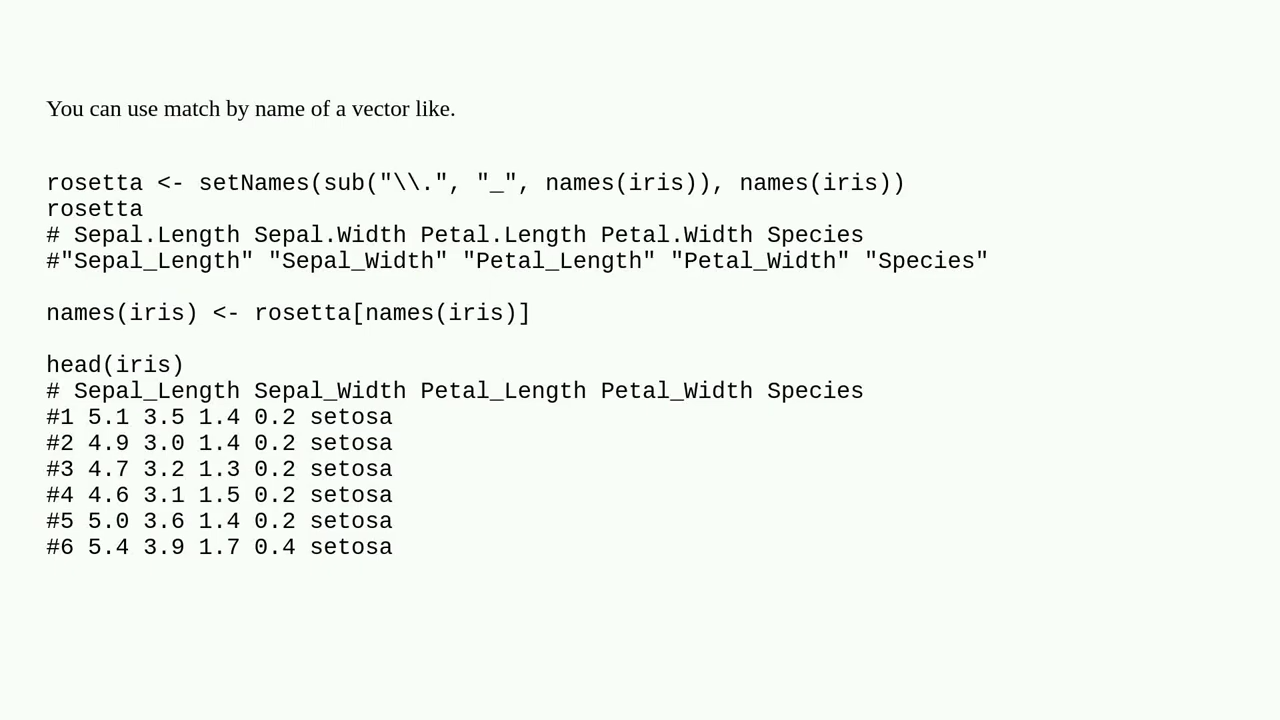 You can use match by name of a vector like.
rosetta <- setNames(sub("\\.", "_", names(iris)), names(iris))
rosetta
# Sepal.Length Sepal.Width Petal.Length Petal.Width Species
#"Sepal_Length" "Sepal_Width" "Petal_Length" "Petal_Width" "Species"
names(iris) <- rosetta[names(iris)]
head(iris)
# Sepal_Length Sepal_Width Petal_Length Petal_Width Species
#1 5.1 3.5 1.4 0.2 setosa
#2 4.9 3.0 1.4 0.2 setosa
#3 4.7 3.2 1.3 0.2 setosa
#4 4.6 3.1 1.5 0.2 setosa
#5 5.0 3.6 1.4 0.2 setosa
#6 5.4 3.9 1.7 0.4 setosa